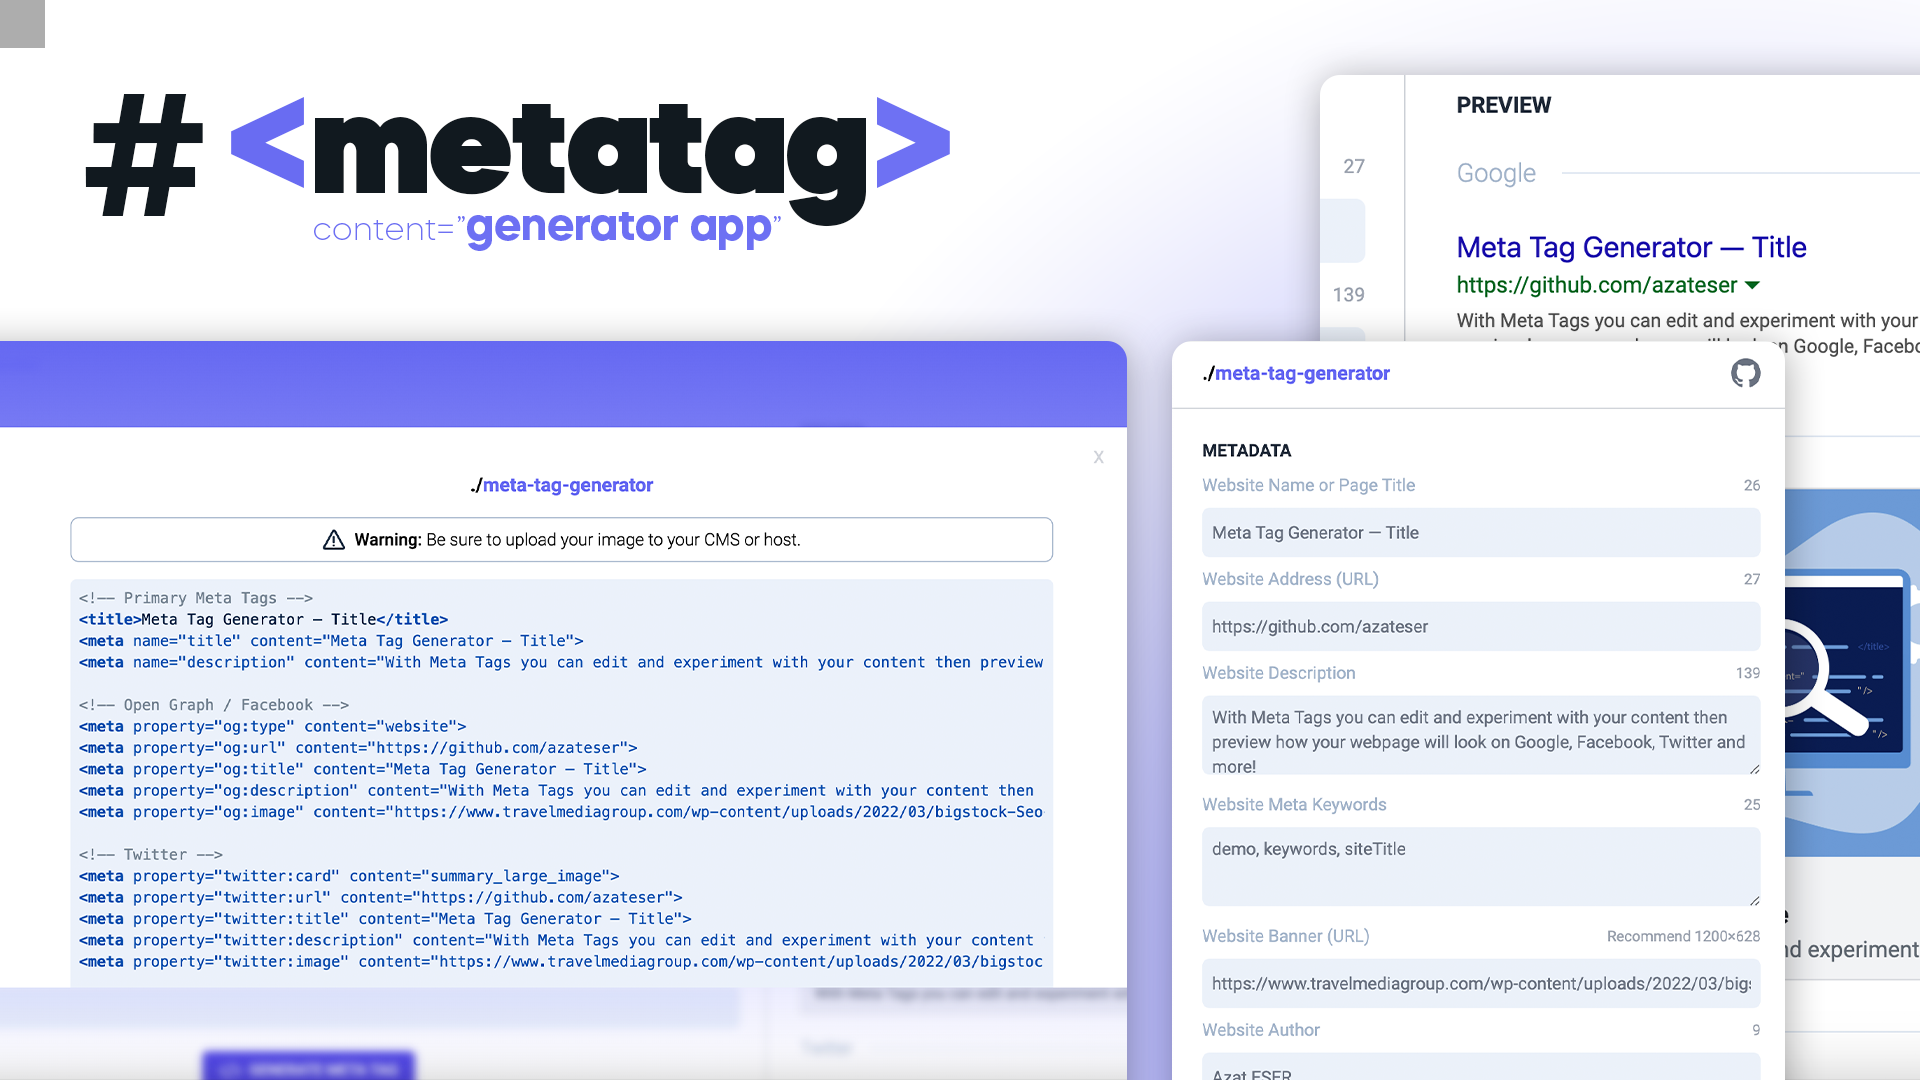 # <metatag>
content="generator app"
PREVIEW
27
Google
Meta Tag Generator — Title
https://github.com/azateser
139
With Meta Tags you can edit and experiment with your
n Google, Facebo
./meta-tag-generator
X
./meta-tag-generator
Warning: Be sure to upload your image to your CMS or host.
<!—— Primary Meta Tags ——>
<title>Meta Tag Generator — Title</title>
<meta name="title" content="Meta Tag Generator — Title">
<meta name="description" content="With Meta Tags you can edit and experiment with your content then preview
<!—— Open Graph / Facebook ——>
<meta property="og:type" content="website">
<meta property="og:url" content="https://github.com/azateser">
<meta property="og:title" content="Meta Tag Generator — Title">
<meta property="og:description" content="With Meta Tags you can edit and experiment with your content then
<meta property="og:image" content="https://www.travelmediagroup.com/wp-content/uploads/2022/03/bigstock-Seo
<!—— Twitter ——>
<meta property="twitter:card" content="summary_large_image">
<meta property="twitter:url" content="https://github.com/azateser">
<meta property="twitter:title" content="Meta Tag Generator — Title">
<meta property="twitter:description" content="With Meta Tags you can edit and experiment with your content
<meta property="twitter:image" content="https://www.travelmediagroup.com/wp-content/uploads/2022/03/bigstoc
METADATA
Website Name or Page Title 26
Meta Tag Generator — Title
Website Address (URL) 27
https://github.com/azateser
Website Description 139
With Meta Tags you can edit and experiment with your content then
preview how your webpage will look on Google, Facebook, Twitter and
more!
Website Meta Keywords 25
demo, keywords, siteTitle
Website Banner (URL) Recommend 1200×628
https://www.travelmediagroup.com/wp-content/uploads/2022/03/bigs
Website Author 9
Azat ESER
</title>
nt="
"/>
"/>
e
nd experiment
Twitter
GENERATE META TAG